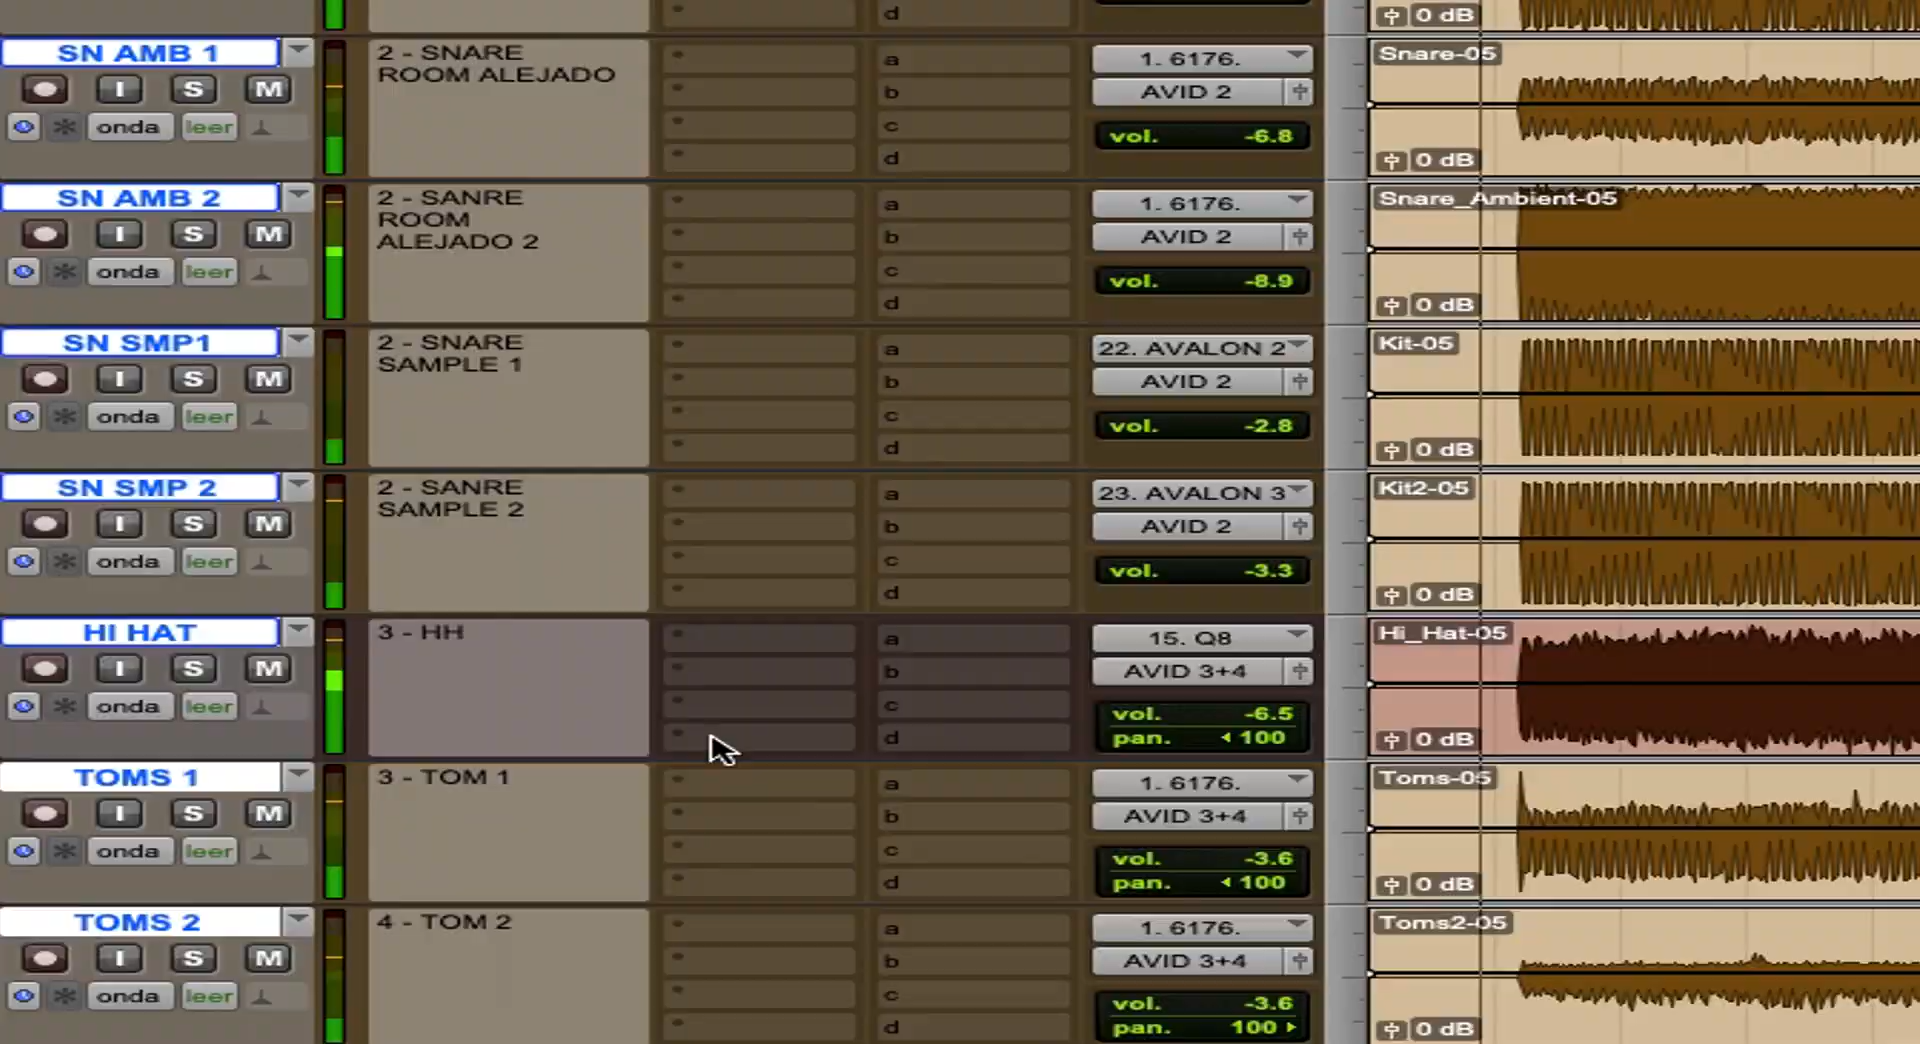 d
0 dB
SN AMB 1
2 - SNARE
ROOM ALEJADO
a
1. 6176.
Snare-05
I S M
b
AVID 2
onda leer
c
vol. -6.8
d
0 dB
SN AMB 2
2 - SANRE
ROOM
ALEJADO 2
a
1. 6176.
Snare_Ambient-05
I S M
b
AVID 2
onda leer
c
vol. -8.9
d
0 dB
SN SMP1
2 - SNARE
SAMPLE 1
a
22. AVALON 2
Kit-05
I S M
b
AVID 2
onda leer
c
vol. -2.8
d
0 dB
SN SMP 2
2 - SANRE
SAMPLE 2
a
23. AVALON 3
Kit2-05
I S M
b
AVID 2
onda leer
c
vol. -3.3
d
0 dB
HI HAT
3 - HH
a
15. Q8
Hi_Hat-05
I S M
b
AVID 3+4
onda leer
c
vol. -6.5
d
pan. 100
0 dB
TOMS 1
3 - TOM 1
a
1. 6176.
Toms-05
I S M
b
AVID 3+4
onda leer
c
vol. -3.6
d
pan. 100
0 dB
TOMS 2
4 - TOM 2
a
1. 6176.
Toms2-05
I S M
b
AVID 3+4
onda leer
c
vol. -3.6
d
pan. 100
0 dB